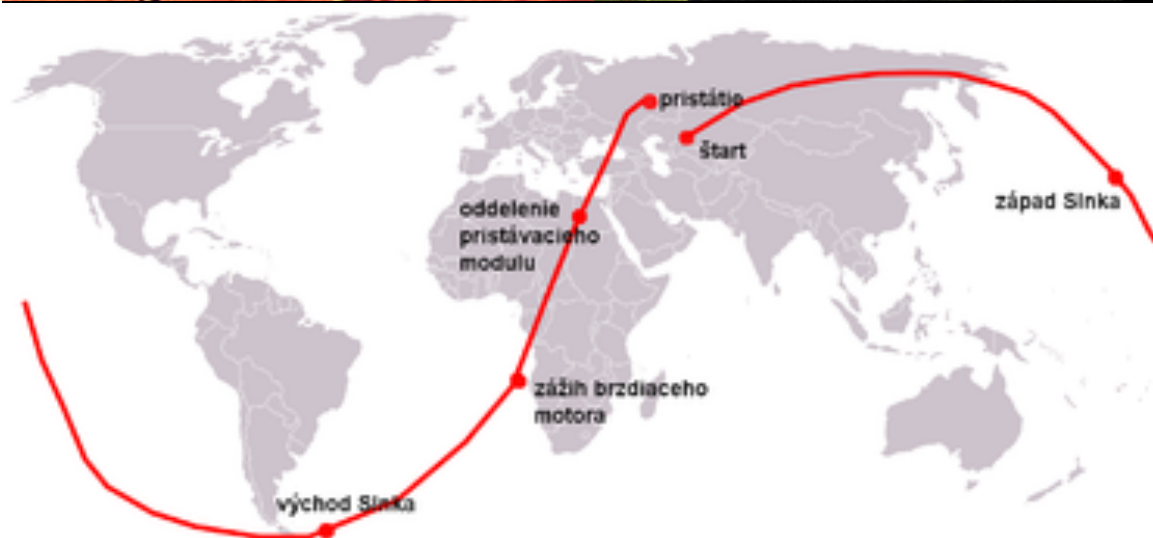 pristátie
štart
západ Slnka
oddelenie
pristávacieho
modulu
zážih brzdiaceho
motora
východ Slnka